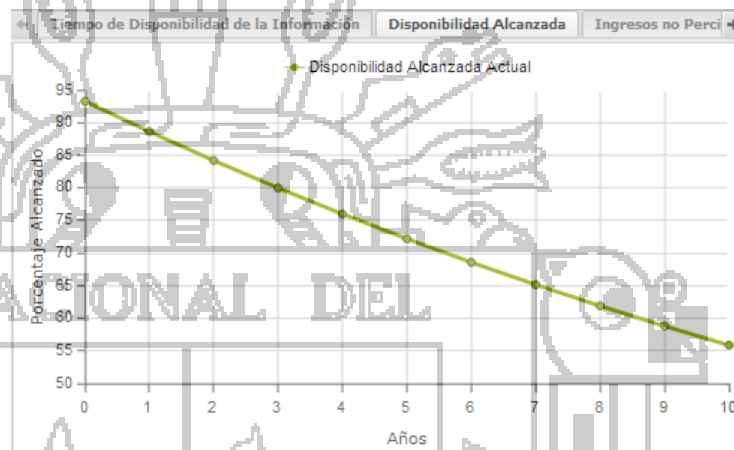 Tiempo de Disponibilidad de la Información Disponibilidad Alcanzada Ingresos no Perci
Disponibilidad Alcanzada Actual
95
90
85
80
75
70
65
60
55
50
Porcentaje Alcanzado
0 1 2 3 4 5 6 7 8 9 10
Años
NAL DEL